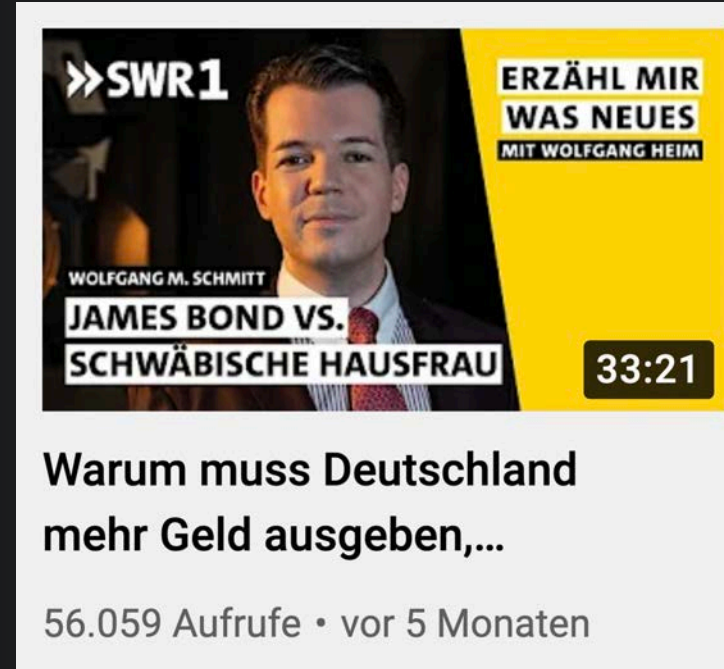 »SWR1
ERZÄHL MIR
WAS NEUES
MIT WOLFGANG HEIM
WOLFGANG M. SCHMITT
JAMES BOND VS.
SCHWÄBISCHE HAUSFRAU
33:21
Warum muss Deutschland
mehr Geld ausgeben,...
56.059 Aufrufe • vor 5 Monaten